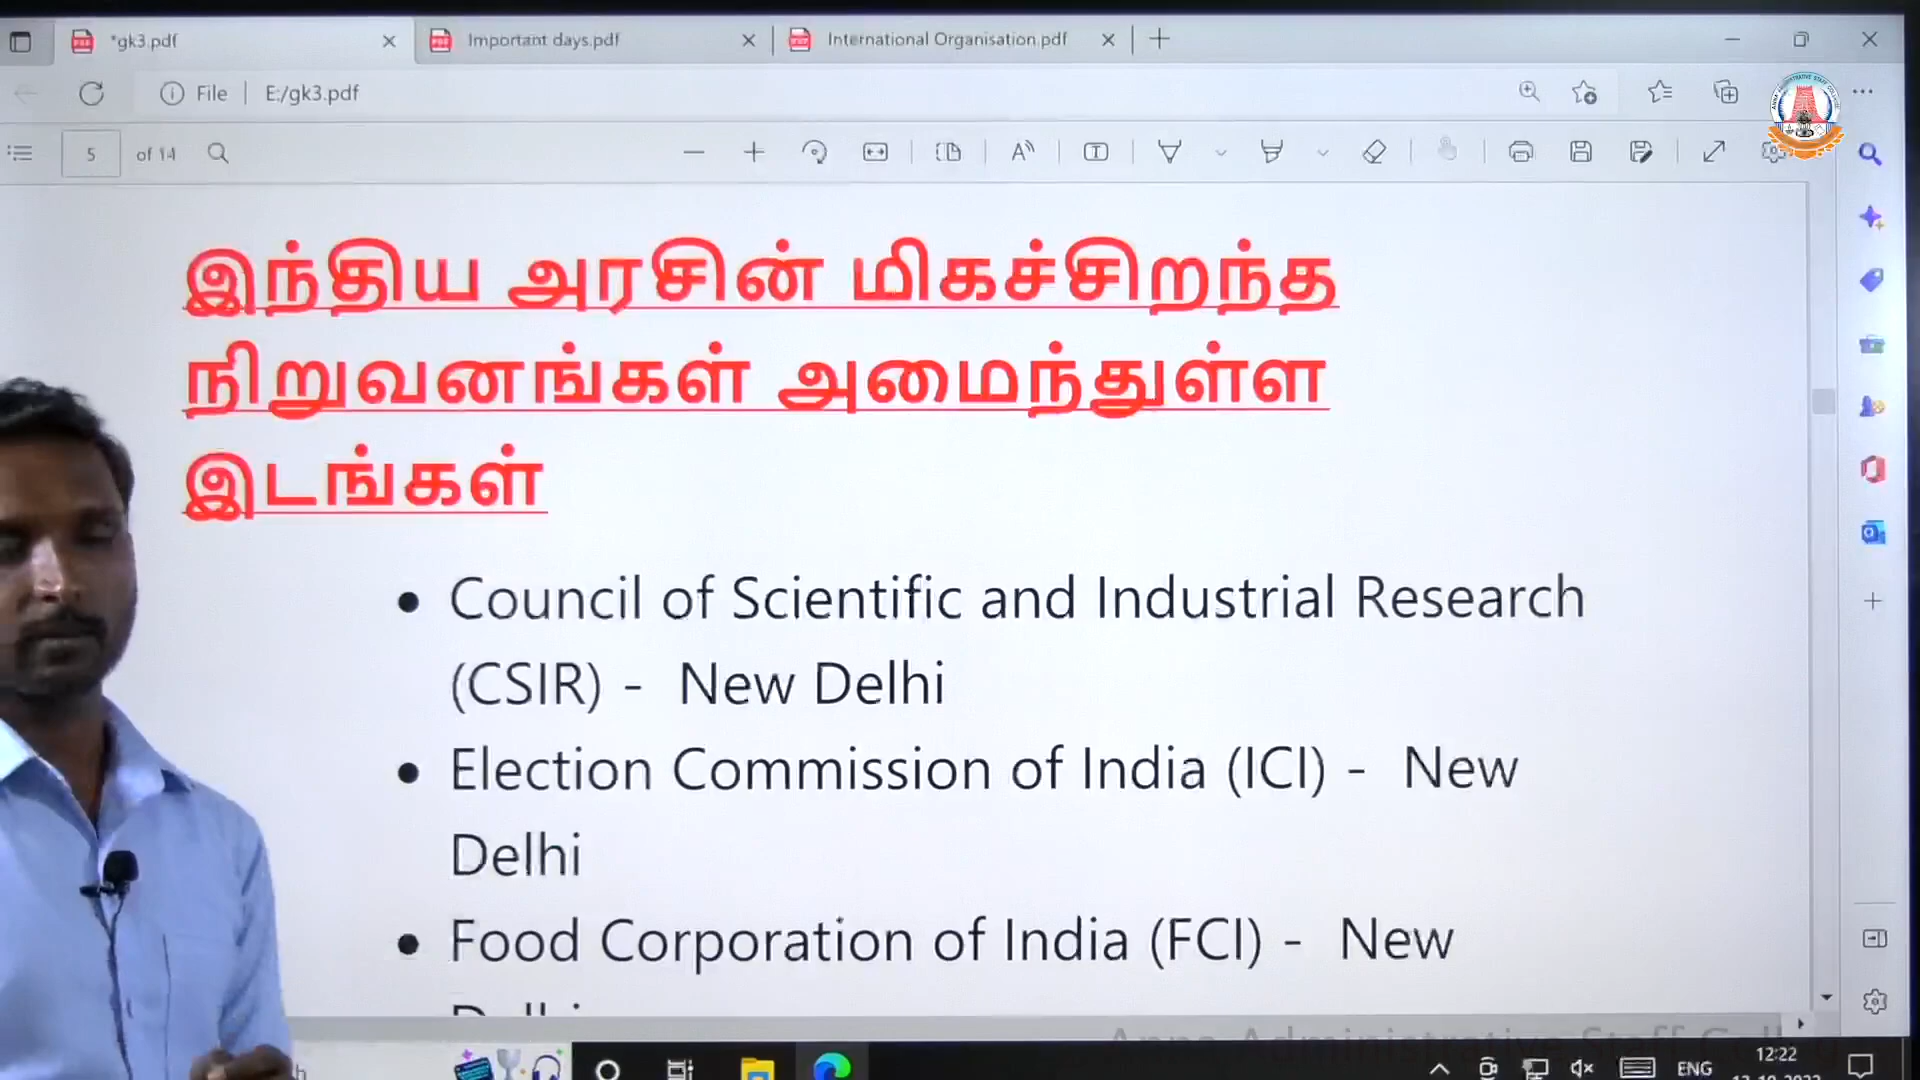 *gk3.pdf
Important days.pdf
International Organisation.pdf
File
E:/gk3.pdf
5
of 14
இந்திய அரசின் மிகச்சிறந்த
நிறுவனங்கள் அமைந்துள்ள
இடங்கள்
Council of Scientific and Industrial Research
(CSIR) - New Delhi
Election Commission of India (ICI) - New
Delhi
Food Corporation of India (FCI) - New
Delhi
ENG
12:22